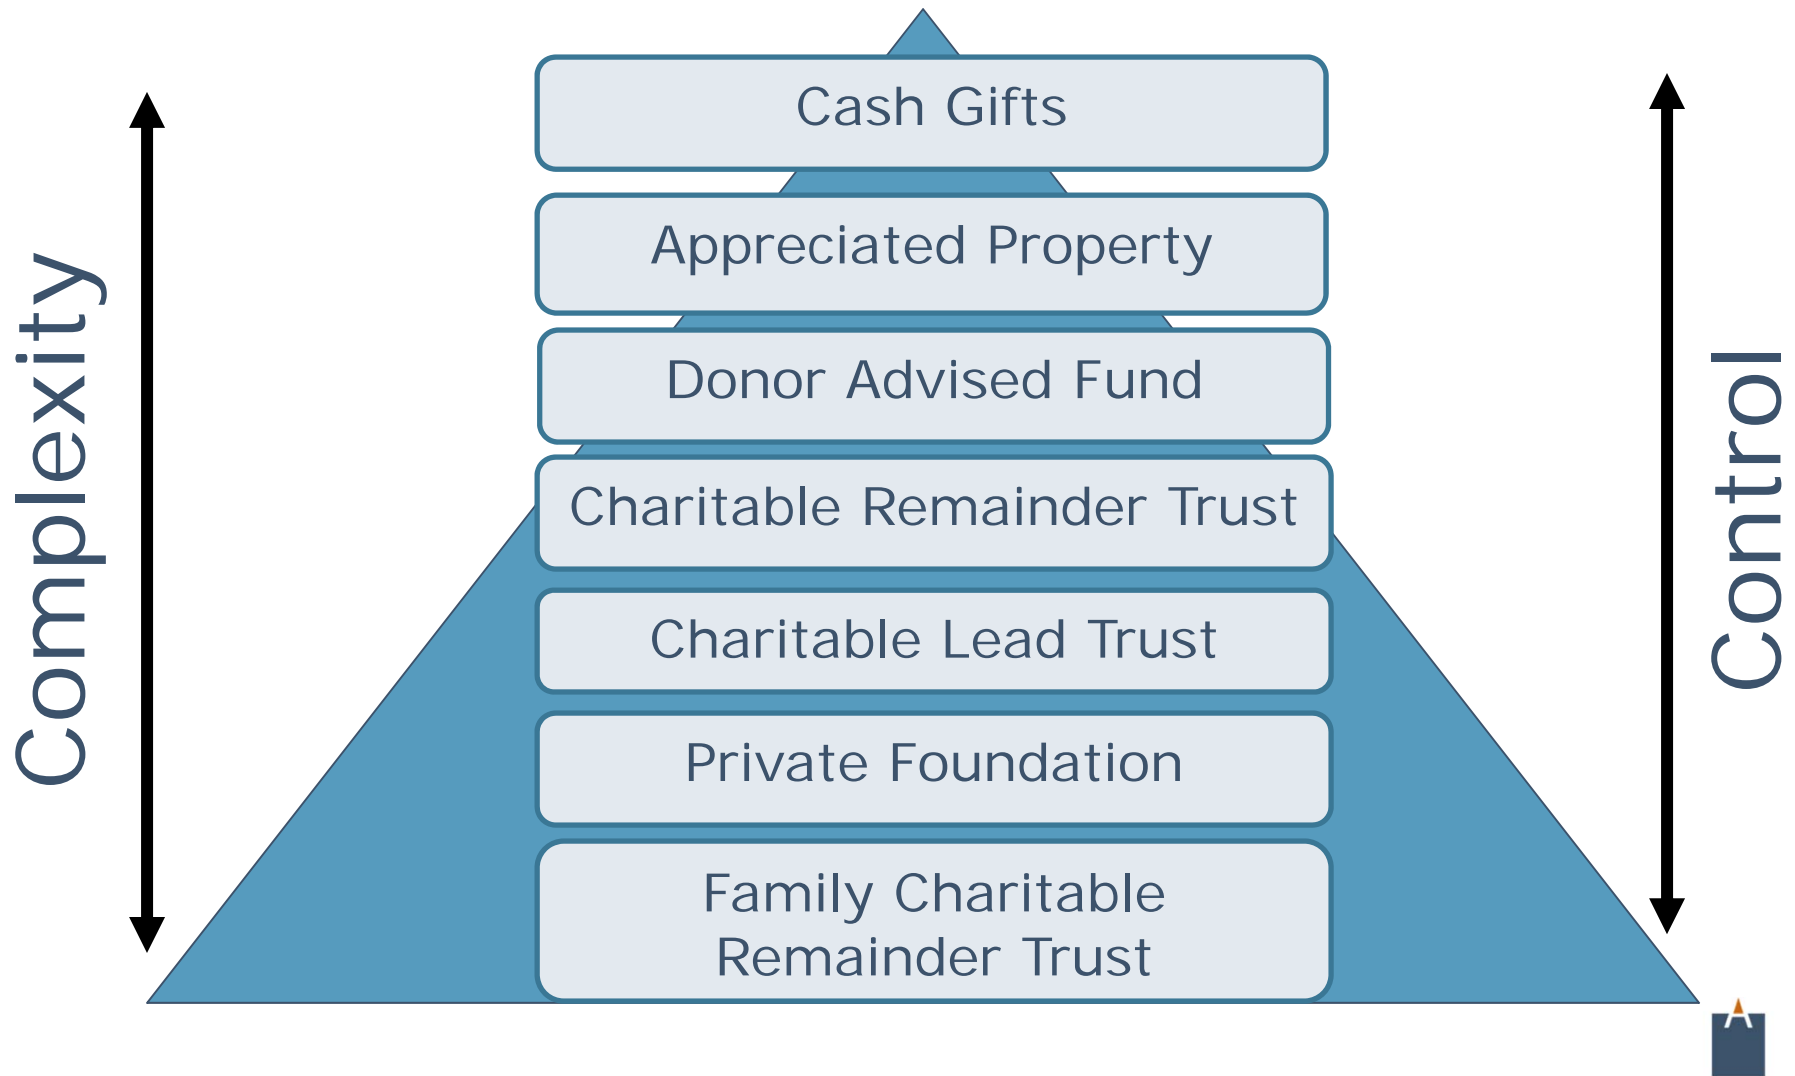 Cash Gifts
Appreciated Property
Donor Advised Fund
Charitable Remainder Trust
Charitable Lead Trust
Private Foundation
Family Charitable
Remainder Trust
Complexity
Control
A